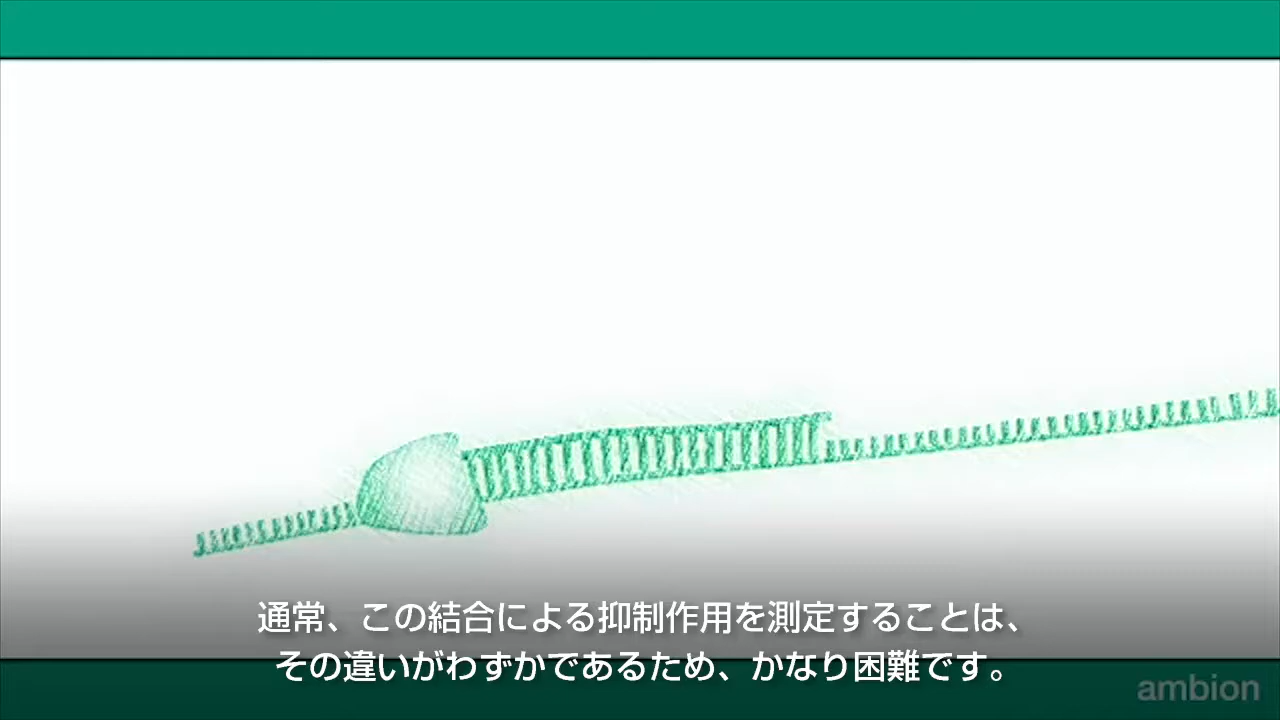 通常、この結合による抑制作用を測定することは、
その違いがわずかであるため、かなり困難です。
ambion